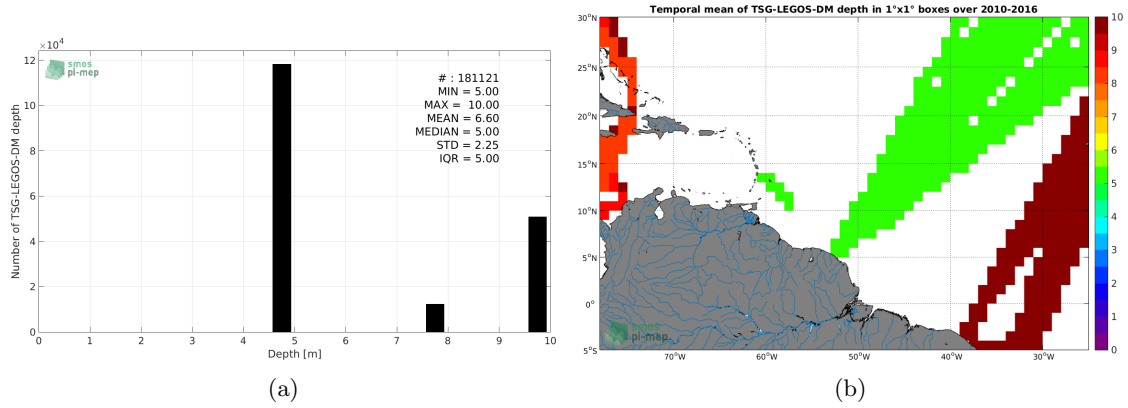 ×10⁴
smos
pi-mep
# : 181121
MIN = 5.00
MAX = 10.00
MEAN = 6.60
MEDIAN = 5.00
STD = 2.25
IQR = 5.00
Number of TSG-LEGOS-DM depth
12
10
8
6
4
2
0
0 1 2 3 4 5 6 7 8 9 10
Depth [m]
(a)
Temporal mean of TSG-LEGOS-DM depth in 1°x1° boxes over 2010-2016
30°N
25°N
20°N
15°N
10°N
5°N
0°
5°S
70°W 60°W 50°W 40°W 30°W
smos
pi-mep
10
9
8
7
6
5
4
3
2
1
0
(b)